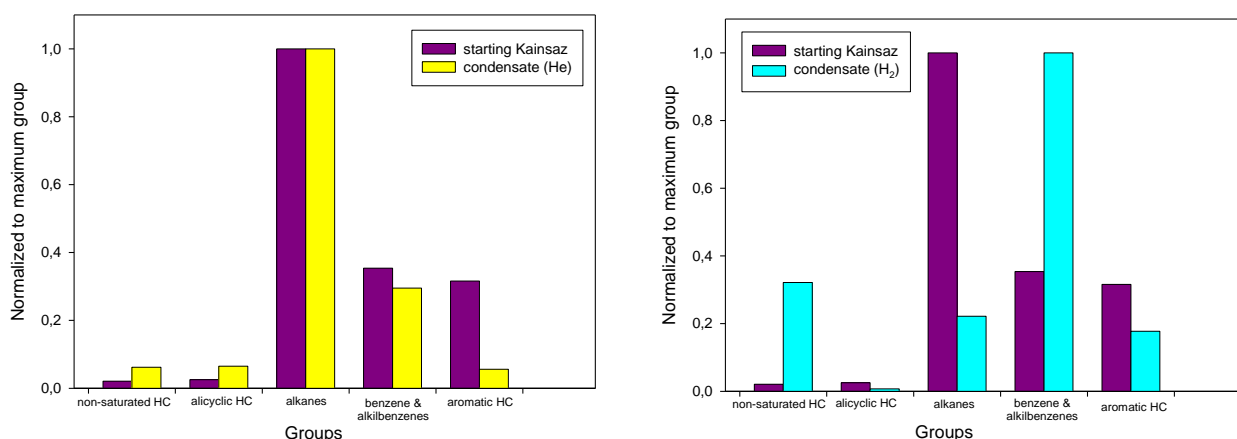 Normalized to maximum group
1,0
0,8
0,6
0,4
0,2
0,0
starting Kainsaz
condensate (He)
non-saturated HC
alicyclic HC
alkanes
benzene &
alkilbenzenes
aromatic HC
Groups
Normalized to maximum group
1,0
0,8
0,6
0,4
0,2
0,0
starting Kainsaz
condensate (H₂)
non-saturated HC
alicyclic HC
alkanes
benzene &
alkilbenzenes
aromatic HC
Groups